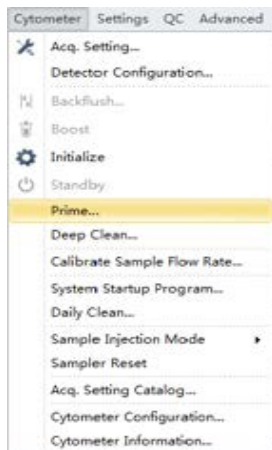 Cytometer Settings QC Advanced
Acq. Setting...
Detector Configuration...
Backflush...
Boost
Initialize
Standby
Prime...
Deep Clean...
Calibrate Sample Flow Rate...
System Startup Program...
Daily Clean...
Sample Injection Mode
Sampler Reset
Acq. Setting Catalog...
Cytometer Configuration...
Cytometer Information...